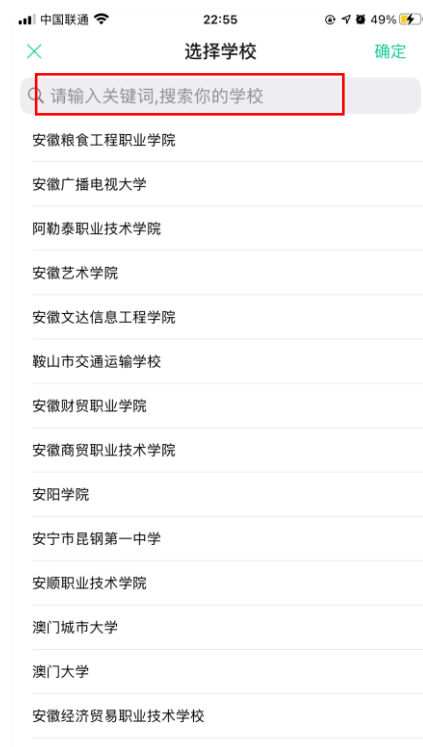 中国联通 22:55 49%
选择学校 确定
请输入关键词,搜索你的学校
安徽粮食工程职业学院
安徽广播电视大学
阿勒泰职业技术学院
安徽艺术学院
安徽文达信息工程学院
鞍山市交通运输学校
安徽财贸职业学院
安徽商贸职业技术学院
安阳学院
安宁市昆钢第一中学
安顺职业技术学院
澳门城市大学
澳门大学
安徽经济贸易职业技术学校